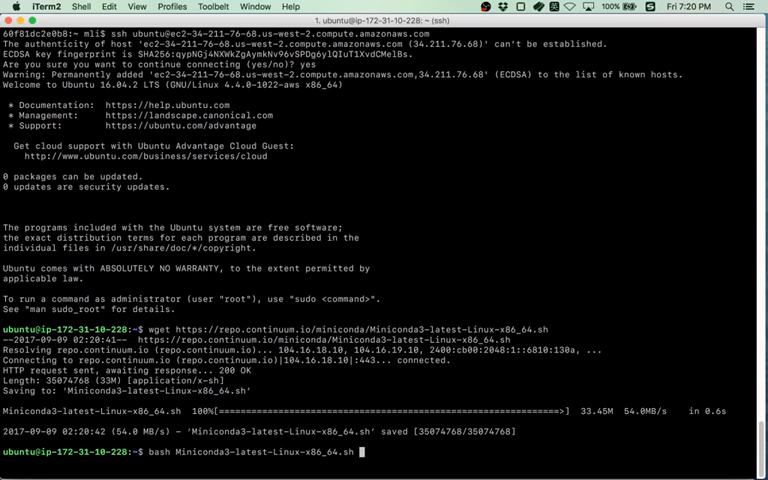 iTerm2 Shell Edit View Profiles Toolbelt Window Help 100% Fri 7:20 PM
1. ubuntu@ip-172-31-10-228: ~ (ssh)
60f81dc2e0b8:~ mli$ ssh ubuntu@ec2-34-211-76-68.us-west-2.compute.amazonaws.com
The authenticity of host 'ec2-34-211-76-68.us-west-2.compute.amazonaws.com (34.211.76.68)' can't be established.
ECDSA key fingerprint is SHA256:qypNGj4NXWkZgAymkNv96vSPDg6ylQIuT1XvdCMelBs.
Are you sure you want to continue connecting (yes/no)? yes
Warning: Permanently added 'ec2-34-211-76-68.us-west-2.compute.amazonaws.com,34.211.76.68' (ECDSA) to the list of known hosts.
Welcome to Ubuntu 16.04.2 LTS (GNU/Linux 4.4.0-1022-aws x86_64)
* Documentation: https://help.ubuntu.com
* Management: https://landscape.canonical.com
* Support: https://ubuntu.com/advantage
Get cloud support with Ubuntu Advantage Cloud Guest:
http://www.ubuntu.com/business/services/cloud
0 packages can be updated.
0 updates are security updates.
The programs included with the Ubuntu system are free software;
the exact distribution terms for each program are described in the
individual files in /usr/share/doc/*/copyright.
Ubuntu comes with ABSOLUTELY NO WARRANTY, to the extent permitted by
applicable law.
To run a command as administrator (user "root"), use "sudo <command>".
See "man sudo_root" for details.
ubuntu@ip-172-31-10-228:~$ wget https://repo.continuum.io/miniconda/Miniconda3-latest-Linux-x86_64.sh
--2017-09-09 02:20:41-- https://repo.continuum.io/miniconda/Miniconda3-latest-Linux-x86_64.sh
Resolving repo.continuum.io (repo.continuum.io)... 104.16.18.10, 104.16.19.10, 2400:cb00:2048:1::6810:130a, ...
Connecting to repo.continuum.io (repo.continuum.io)|104.16.18.10|:443... connected.
HTTP request sent, awaiting response... 200 OK
Length: 35074768 (33M) [application/x-sh]
Saving to: 'Miniconda3-latest-Linux-x86_64.sh'
Miniconda3-latest-Linux-x86_64.sh 100%[===========================================================>] 33.45M 54.0MB/s in 0.6s
2017-09-09 02:20:42 (54.0 MB/s) - 'Miniconda3-latest-Linux-x86_64.sh' saved [35074768/35074768]
ubuntu@ip-172-31-10-228:~$ bash Miniconda3-latest-Linux-x86_64.sh